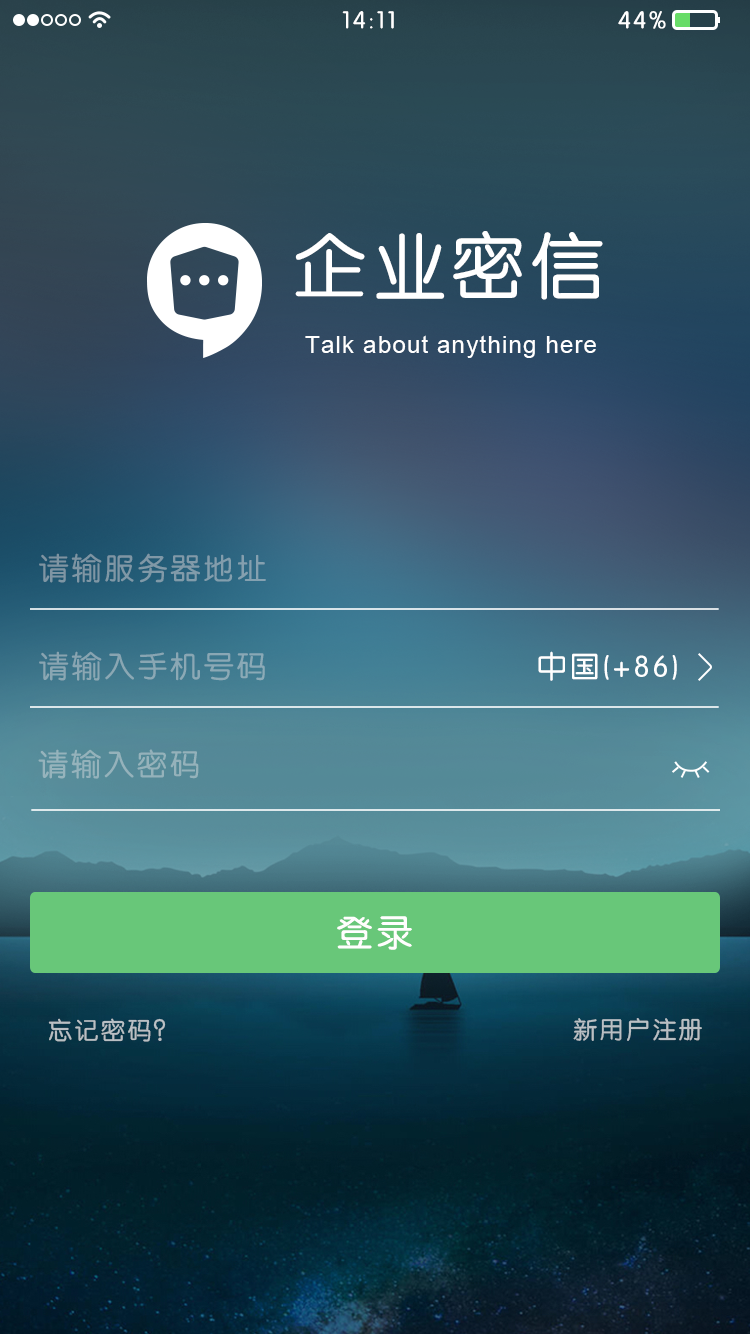 14:11
44%
企业密信
Talk about anything here
请输服务器地址
请输入手机号码 中国(+86)
请输入密码
登录
忘记密码? 新用户注册